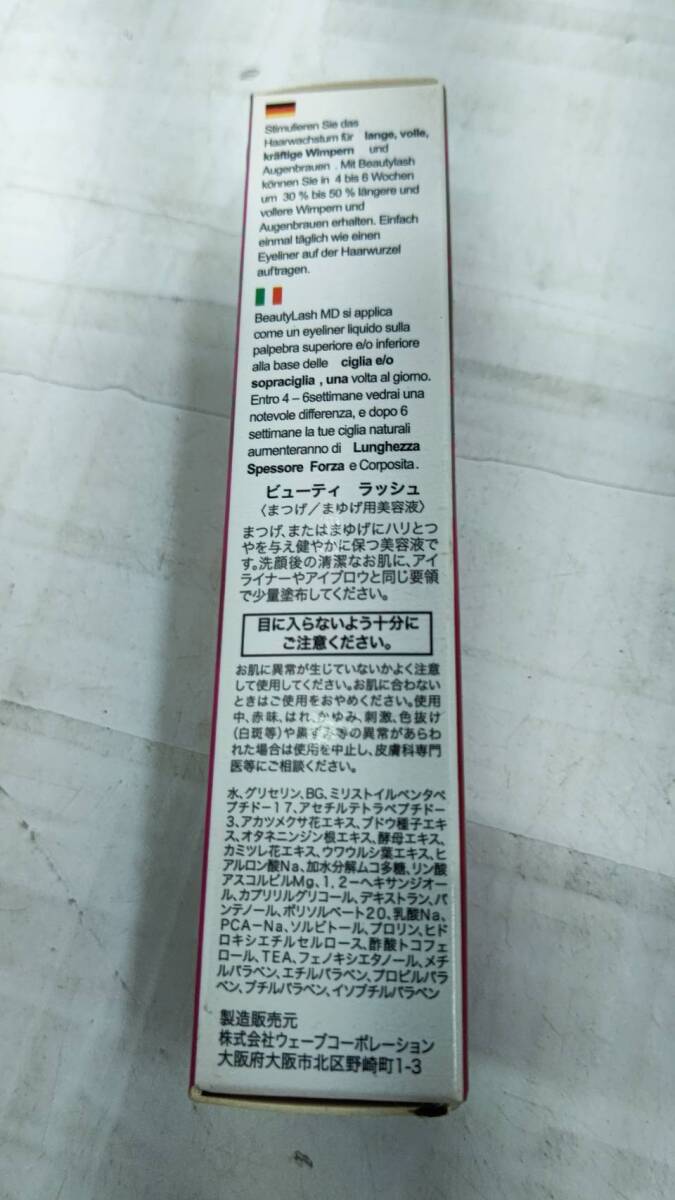 Stimulieren Sie das
Haarwachstum für lange, volle,
kräftige Wimpern und
Augenbrauen . Mit Beautylash
können Sie in 4 bis 6 Wochen
um 30 % bis 50 % längere und
vollere Wimpern und
Augenbrauen erhalten. Einfach
einmal täglich wie einen
Eyeliner auf der Haarwurzel
auftragen.
BeautyLash MD si applica
come un eyeliner liquido sulla
palpebra superiore e/o inferiore
alla base delle ciglia e/o
sopraciglia , una volta al giorno.
Entro 4 – 6settimane vedrai una
notevole differenza, e dopo 6
settimane la tue ciglia naturali
aumenteranno di Lunghezza
Spessore Forza e Corposita.
ビューティ ラッシュ
〈まつげ/まゆげ用美容液〉
まつげ、またはまゆげにハリとつ
やを与え健やかに保つ美容液で
す。洗顔後の清潔なお肌に、アイ
ライナーやアイブロウと同じ要領
で少量塗布してください。
目に入らないよう十分に
ご注意ください。
お肌に異常が生じていないかよく注意
して使用してください。お肌に合わない
ときはご使用をおやめください。使用
中、赤味、はれ、かゆみ、刺激、色抜け
(白斑等)や黒ずみ等の異常があらわ
れた場合は使用を中止し、皮膚科専門
医等にご相談ください。
水、グリセリン、BG、ミリストイルペンタペ
プチド-17、アセチルテトラペプチド-
3、アカツメクサ花エキス、ブドウ種子エキ
ス、オタネニンジン根エキス、酵母エキス、
カミツレ花エキス、ウワウルシ葉エキス、ヒ
アルロン酸Na、加水分解ムコ多糖、リン酸
アスコルビルMg、1,2-ヘキサンジオー
ル、カプリリルグリコール、デキストラン、パ
ンテノール、ポリソルベート20、乳酸Na、
PCA-Na、ソルビトール、プロリン、ヒド
ロキシエチルセルロース、酢酸トコフェ
ロール、TEA、フェノキシエタノール、メチ
ルパラベン、エチルパラベン、プロピルパラ
ベン、ブチルパラベン、イソブチルパラベン
製造販売元
株式会社ウェーブコーポレーション
大阪府大阪市北区野崎町1-3